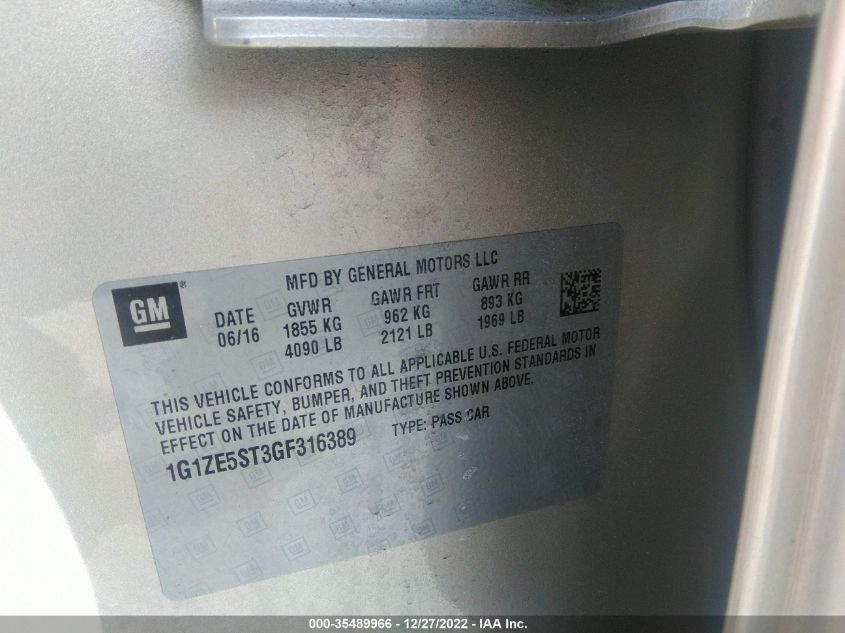 GM®
MFD BY GENERAL MOTORS LLC
DATE GVWR GAWR FRT GAWR RR
06/16 1855 KG 962 KG 893 KG
4090 LB 2121 LB 1969 LB
THIS VEHICLE CONFORMS TO ALL APPLICABLE U.S. FEDERAL MOTOR
VEHICLE SAFETY, BUMPER, AND THEFT PREVENTION STANDARDS IN
EFFECT ON THE DATE OF MANUFACTURE SHOWN ABOVE.
1G1ZE5ST3GF316389 TYPE: PASS CAR
000-35489966 - 12/27/2022 - IAA Inc.